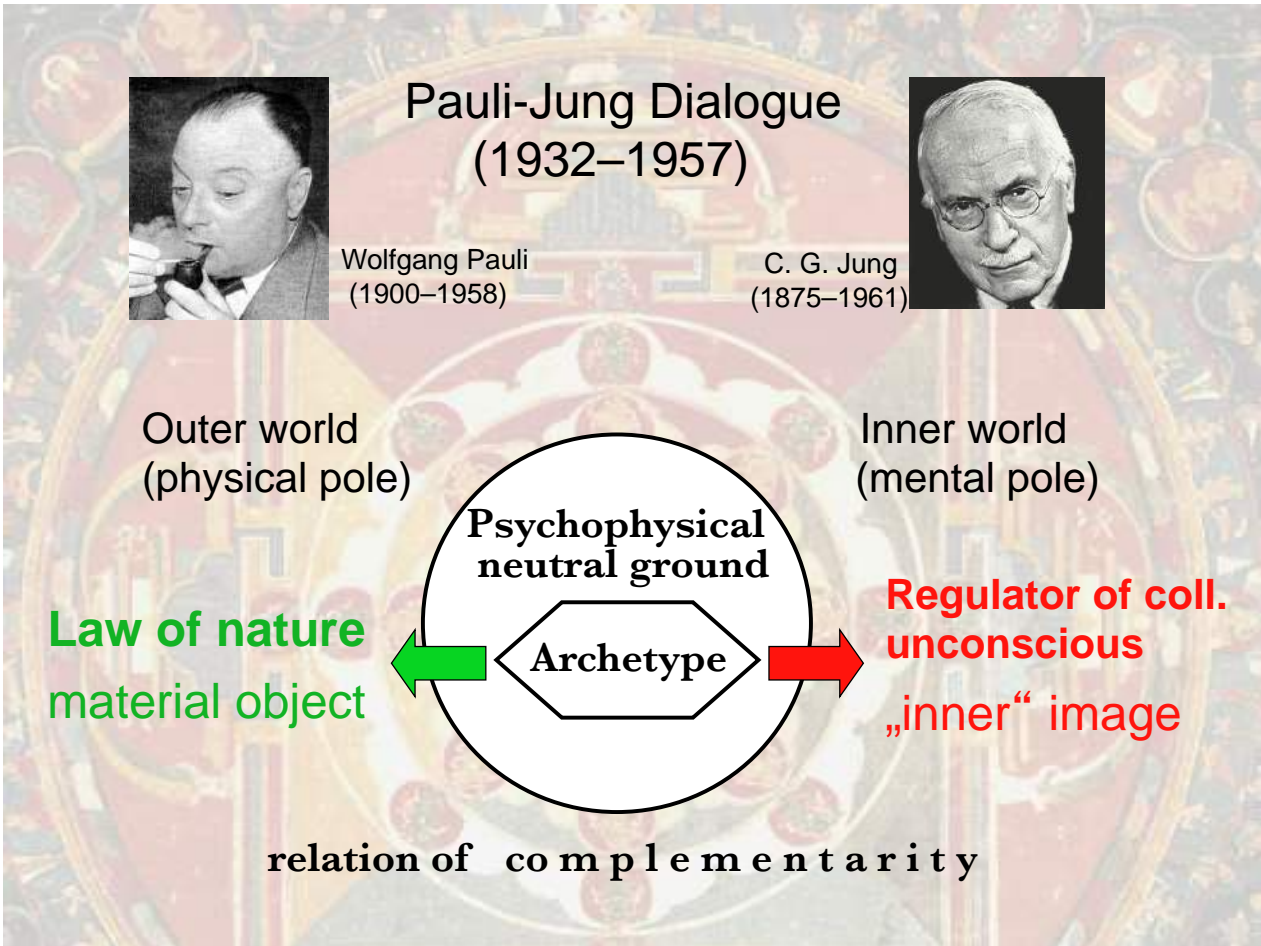 Pauli-Jung Dialogue
(1932–1957)
Wolfgang Pauli
(1900–1958)
C. G. Jung
(1875–1961)
Outer world
(physical pole)
Inner world
(mental pole)
Psychophysical
neutral ground
Archetype
Law of nature
material object
Regulator of coll.
unconscious
„inner“ image
relation of complementarity